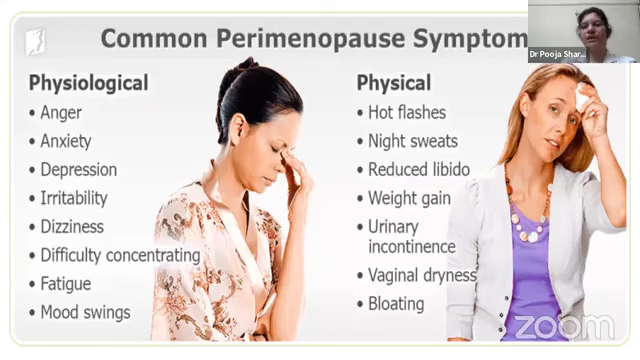 Common Perimenopause Symptom
Dr Pooja Shar...
Physiological
• Anger
• Anxiety
• Depression
• Irritability
• Dizziness
• Difficulty concentrating
• Fatigue
• Mood swings
Physical
• Hot flashes
• Night sweats
• Reduced libido
• Weight gain
• Urinary
incontinence
• Vaginal dryness
• Bloating
zoom